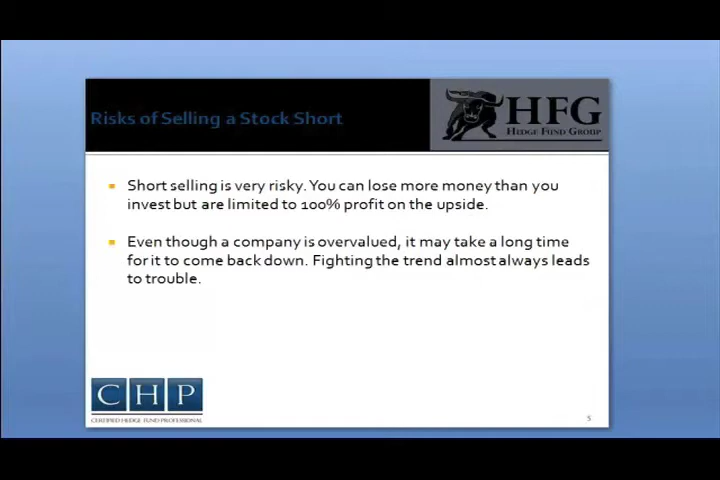 Risks of Selling a Stock Short
HFG
HEDGE FUND GROUP
Short selling is very risky. You can lose more money than you
invest but are limited to 100% profit on the upside.
Even though a company is overvalued, it may take a long time
for it to come back down. Fighting the trend almost always leads
to trouble.
CHP
CERTIFIED HEDGE FUND PROFESSIONAL
5